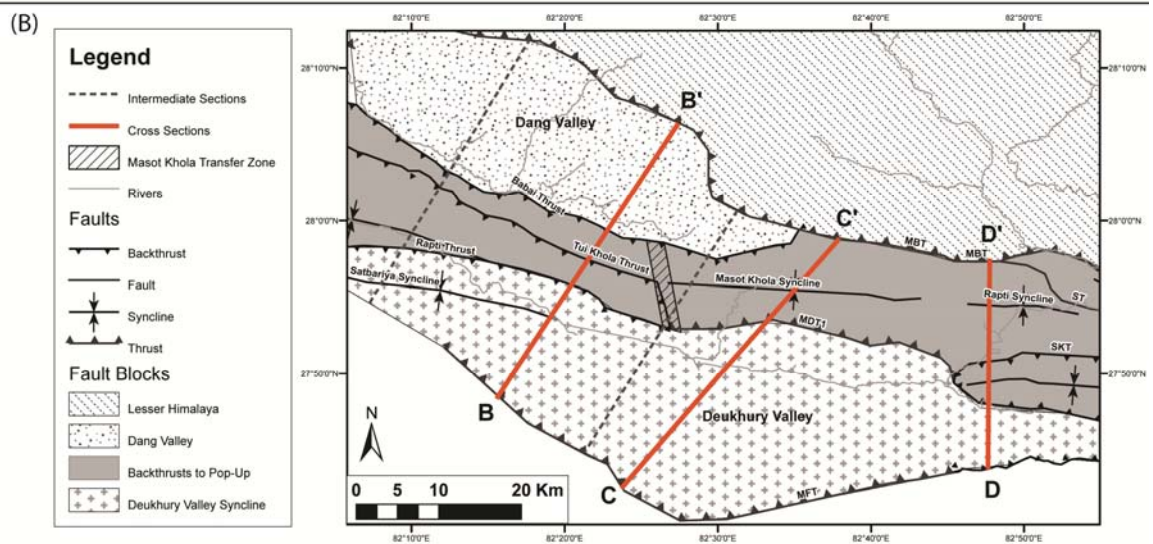 (B)
Legend
Intermediate Sections
Cross Sections
Masot Khola Transfer Zone
Rivers
Faults
Backthrust
Fault
Syncline
Thrust
Fault Blocks
Lesser Himalaya
Dang Valley
Backthrusts to Pop-Up
Deukhury Valley Syncline
82°10'0"E 82°20'0"E 82°30'0"E 82°40'0"E 82°50'0"E
28°10'0"N 28°10'0"N
B'
Dang Valley
Babai Thrust
28°0'0"N 28°0'0"N
C'
MBT
D'
MBT
Rapti Thrust
Tui Khola Thrust
Satbariya Syncline
Masot Khola Syncline
Rapti Syncline
ST
MDT1
SKT
27°50'0"N 27°50'0"N
B
Deukhury Valley
N
C
MFT
D
0 5 10 20 Km
82°10'0"E 82°20'0"E 82°30'0"E 82°40'0"E 82°50'0"E